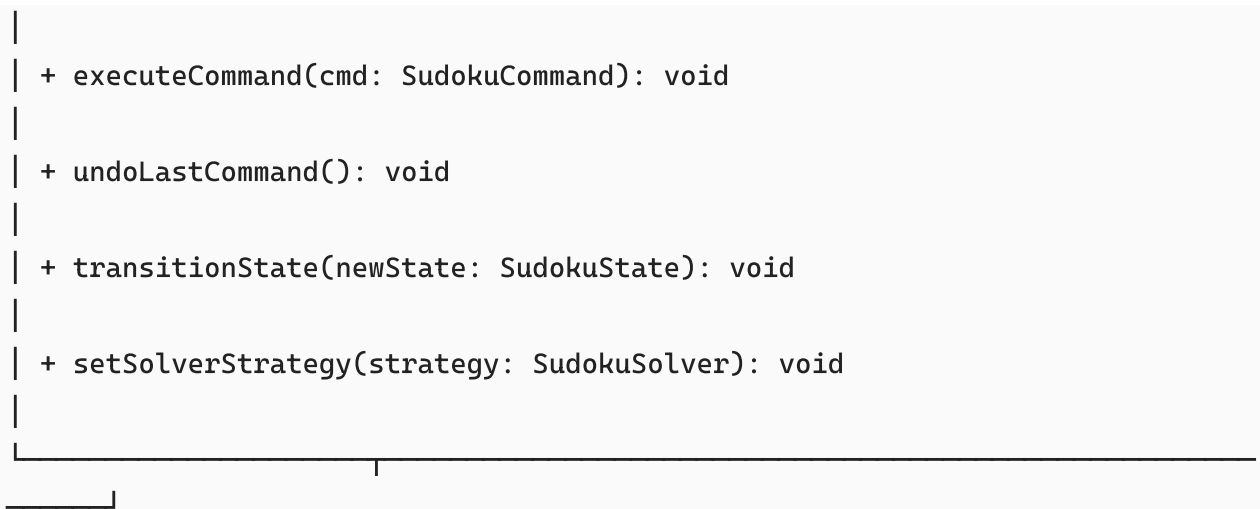 │
│ + executeCommand(cmd: SudokuCommand): void
│
│ + undoLastCommand(): void
│
│ + transitionState(newState: SudokuState): void
│
│ + setSolverStrategy(strategy: SudokuSolver): void
│
└─────────────────────┬─────────────────────────────────────────────────────
──────┘